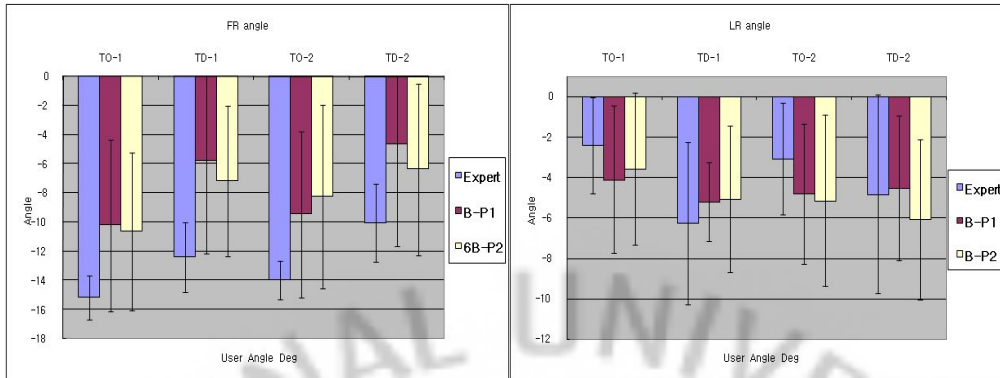 FR angle
TO-1 TD-1 TO-2 TD-2
0
-2
-4
-6
-8
-10
-12
-14
-16
-18
Angle
User Angle Deg
Expert
B-P1
6B-P2
LR angle
TO-1 TD-1 TO-2 TD-2
0
-2
-4
-6
-8
-10
-12
Angle
User Angle Deg
Expert
B-P1
B-P2
NAL UNIV